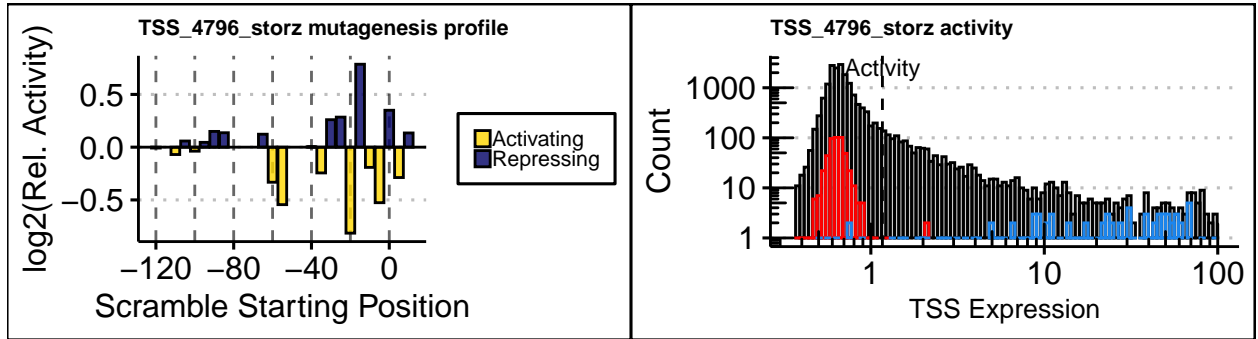 TSS_4796_storz mutagenesis profile
log2(Rel. Activity)
0.5
0.0
−0.5
−120
−80
−40
0
Scramble Starting Position
Activating
Repressing
TSS_4796_storz activity
Activity
Count
1000
100
10
1
1
10
100
TSS Expression